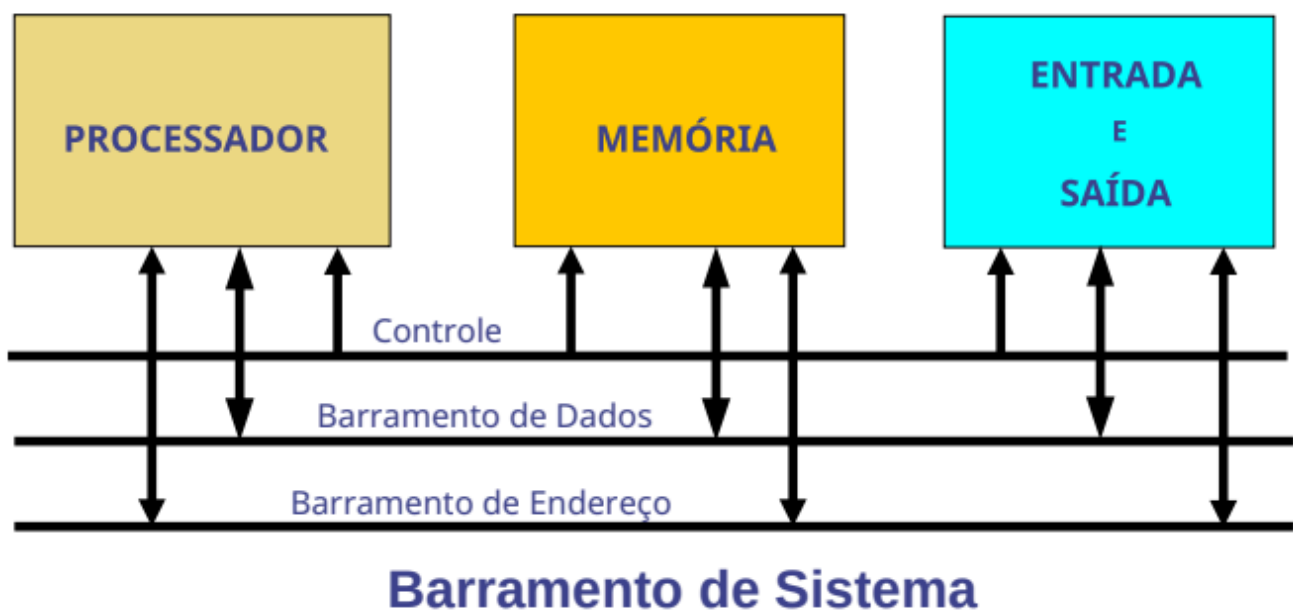 PROCESSADOR
MEMÓRIA
ENTRADA
E
SAÍDA
Controle
Barramento de Dados
Barramento de Endereço
Barramento de Sistema